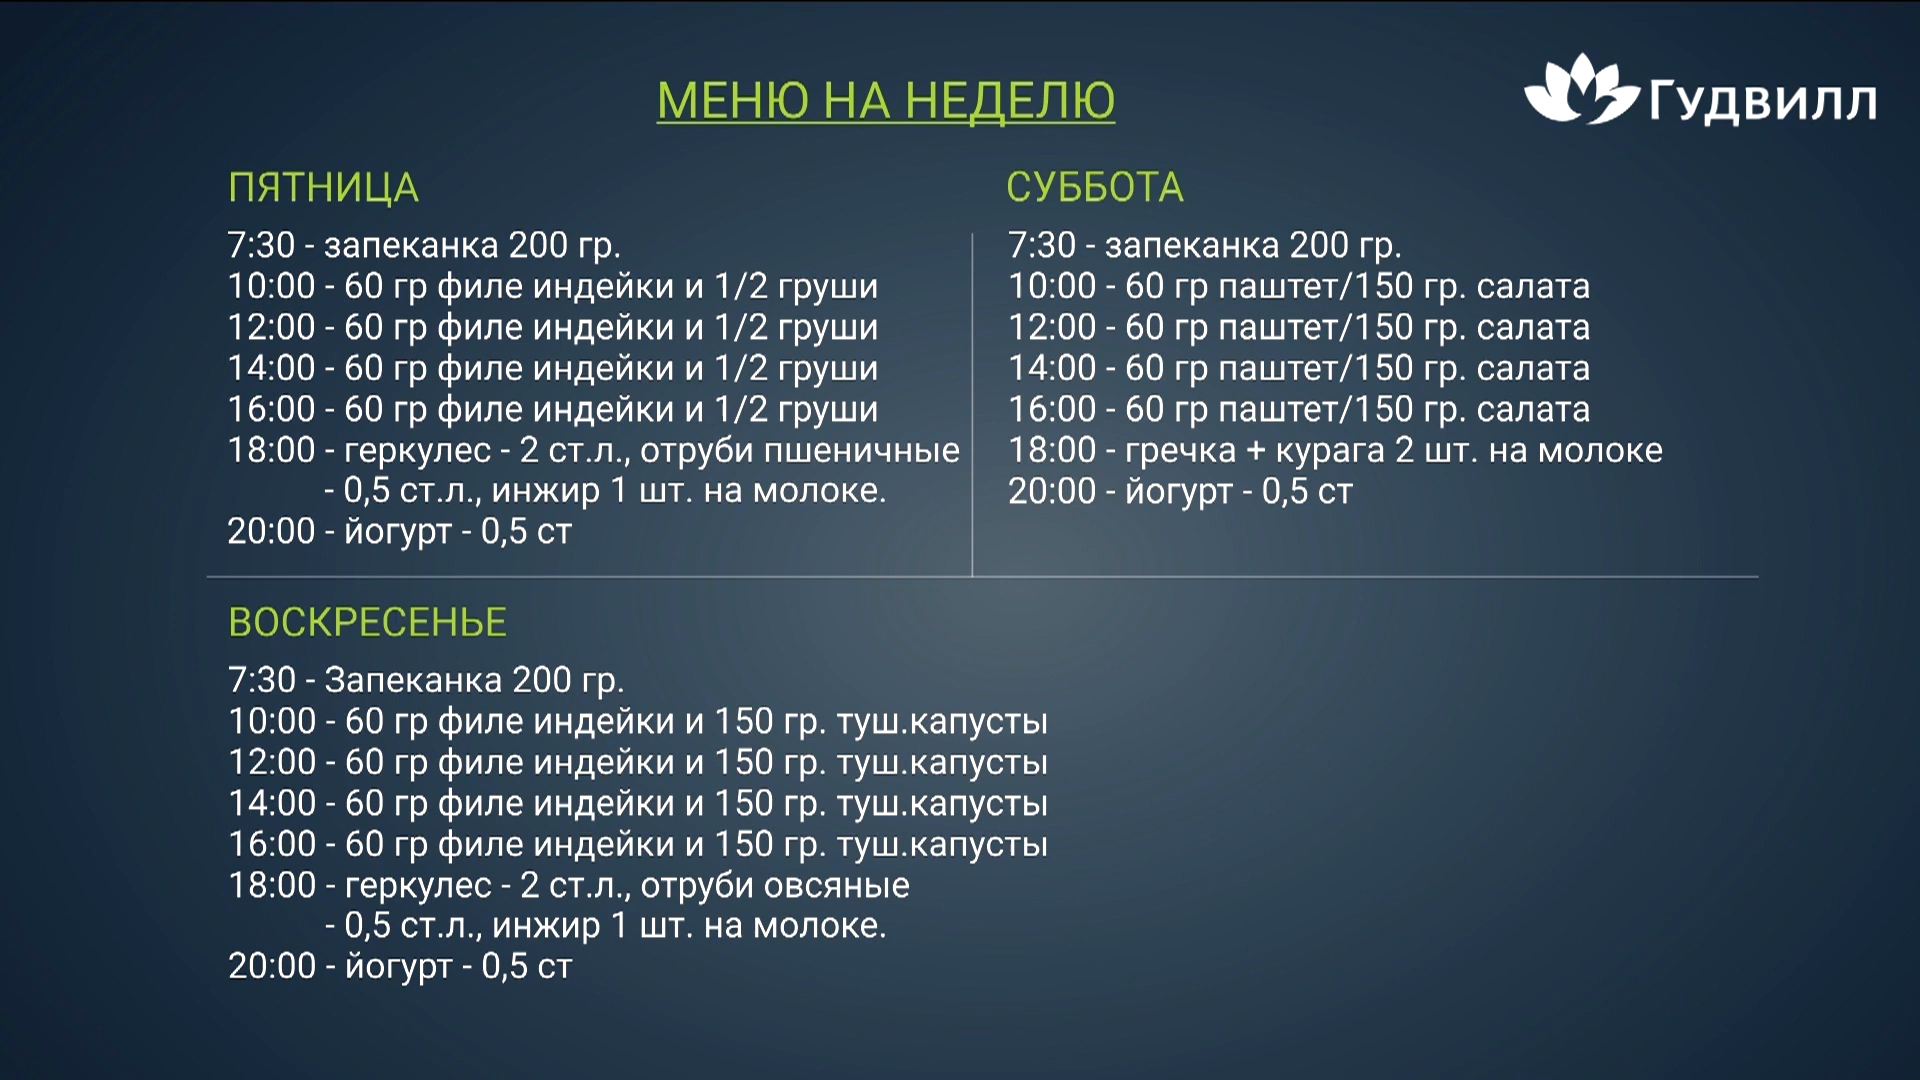 МЕНЮ НА НЕДЕЛЮ
Гудвилл
ПЯТНИЦА
7:30 - запеканка 200 гр.
10:00 - 60 гр филе индейки и 1/2 груши
12:00 - 60 гр филе индейки и 1/2 груши
14:00 - 60 гр филе индейки и 1/2 груши
16:00 - 60 гр филе индейки и 1/2 груши
18:00 - геркулес - 2 ст.л., отруби пшеничные
- 0,5 ст.л., инжир 1 шт. на молоке.
20:00 - йогурт - 0,5 ст
СУББОТА
7:30 - запеканка 200 гр.
10:00 - 60 гр паштет/150 гр. салата
12:00 - 60 гр паштет/150 гр. салата
14:00 - 60 гр паштет/150 гр. салата
16:00 - 60 гр паштет/150 гр. салата
18:00 - гречка + курага 2 шт. на молоке
20:00 - йогурт - 0,5 ст
ВОСКРЕСЕНЬЕ
7:30 - Запеканка 200 гр.
10:00 - 60 гр филе индейки и 150 гр. туш.капусты
12:00 - 60 гр филе индейки и 150 гр. туш.капусты
14:00 - 60 гр филе индейки и 150 гр. туш.капусты
16:00 - 60 гр филе индейки и 150 гр. туш.капусты
18:00 - геркулес - 2 ст.л., отруби овсяные
- 0,5 ст.л., инжир 1 шт. на молоке.
20:00 - йогурт - 0,5 ст